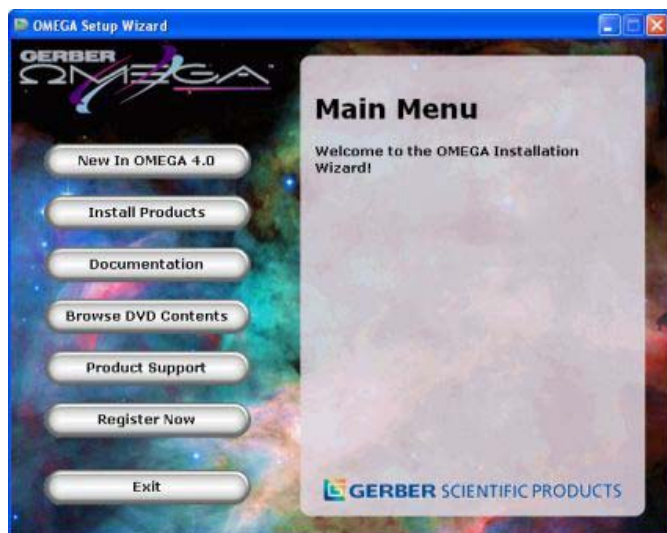 OMEGA Setup Wizard
GERBER
ΩMEGA
Main Menu
Welcome to the OMEGA Installation
Wizard!
New In OMEGA 4.0
Install Products
Documentation
Browse DVD Contents
Product Support
Register Now
Exit
GERBER SCIENTIFIC PRODUCTS